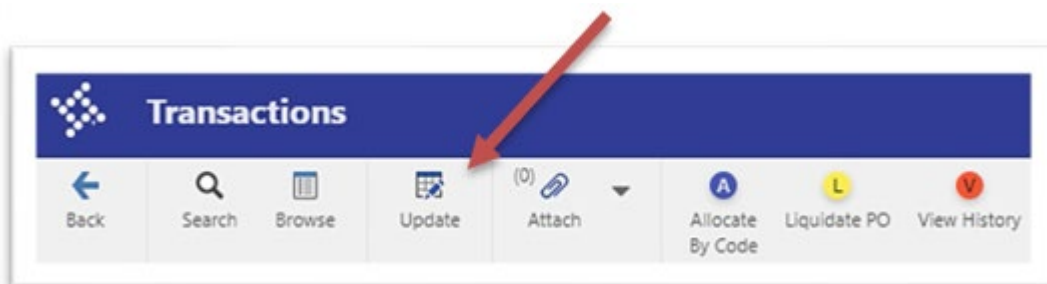 Transactions
(0)
A
L
V
Back
Search
Browse
Update
Attach
Allocate
By Code
Liquidate PO
View History